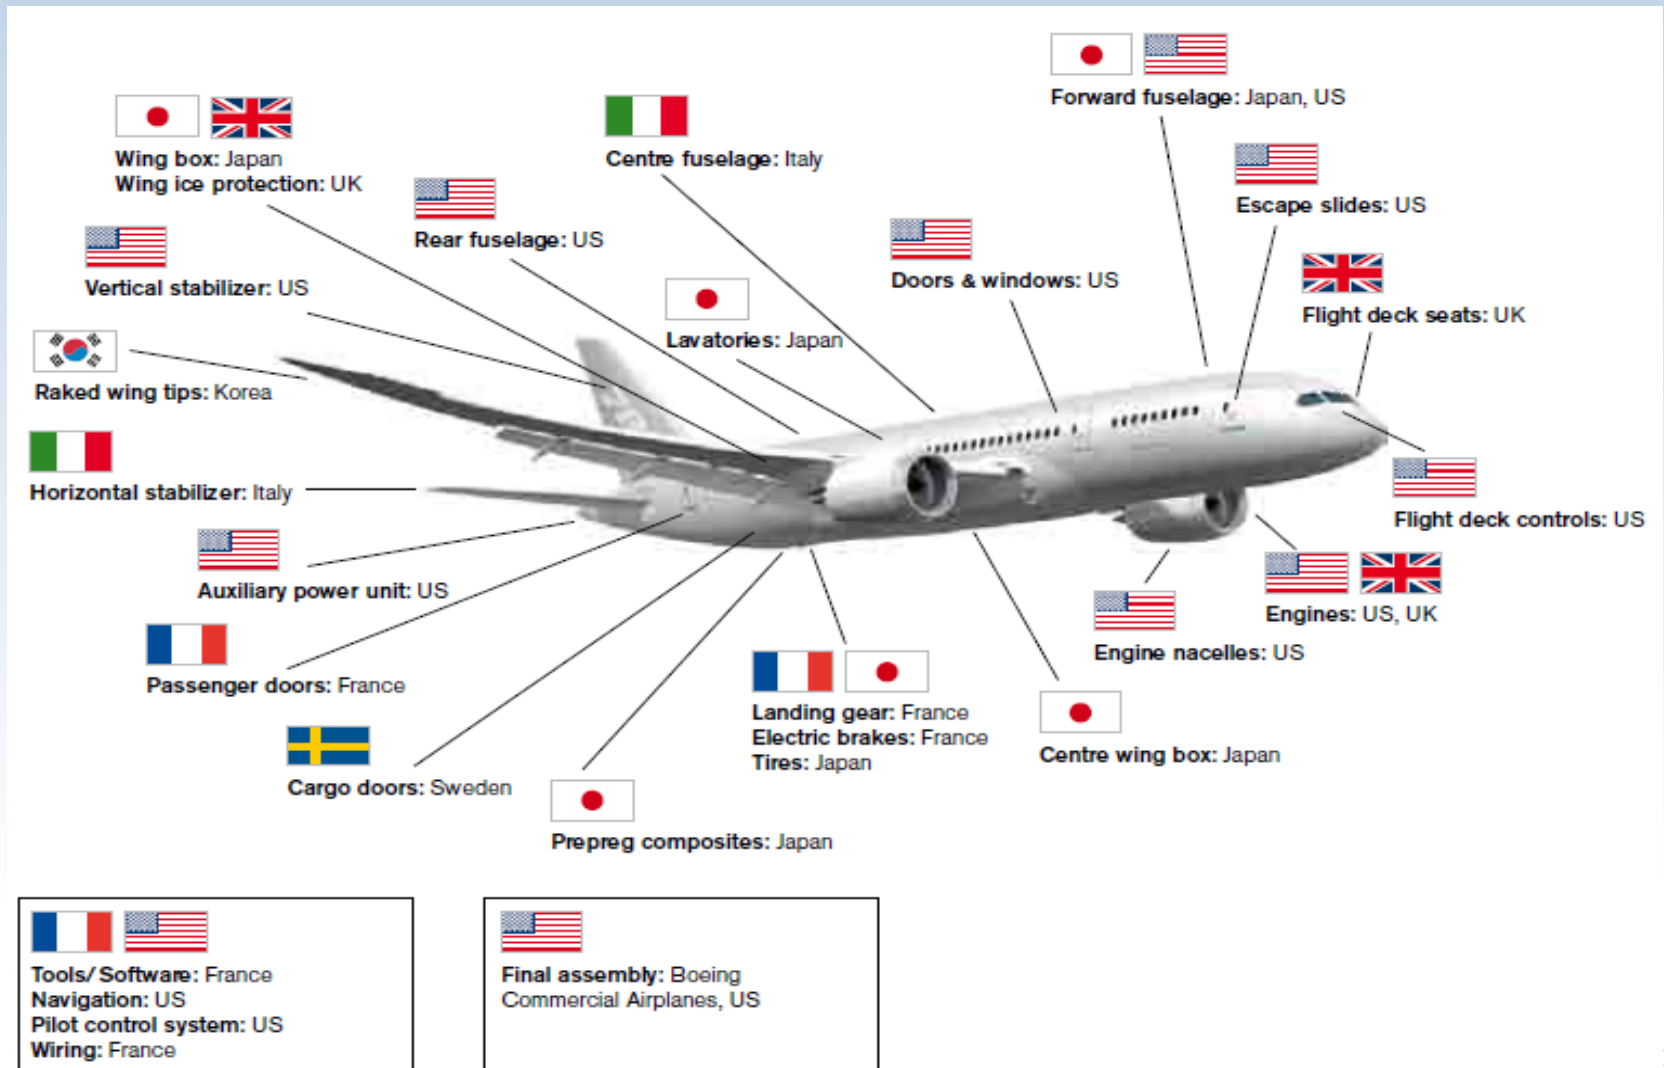 Forward fuselage: Japan, US
Wing box: Japan
Wing ice protection: UK
Centre fuselage: Italy
Escape slides: US
Rear fuselage: US
Vertical stabilizer: US
Doors & windows: US
Flight deck seats: UK
Lavatories: Japan
Raked wing tips: Korea
Horizontal stabilizer: Italy
Flight deck controls: US
Auxiliary power unit: US
Engines: US, UK
Engine nacelles: US
Passenger doors: France
Landing gear: France
Electric brakes: France
Tires: Japan
Centre wing box: Japan
Cargo doors: Sweden
Prepreg composites: Japan
Tools/Software: France
Navigation: US
Pilot control system: US
Wiring: France
Final assembly: Boeing
Commercial Airplanes, US